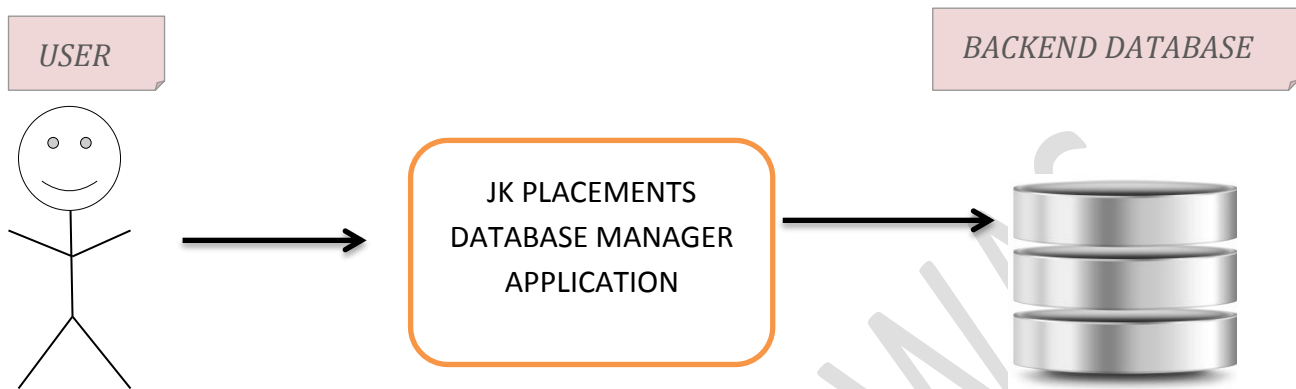 USER
BACKEND DATABASE
JK PLACEMENTS
DATABASE MANAGER
APPLICATION